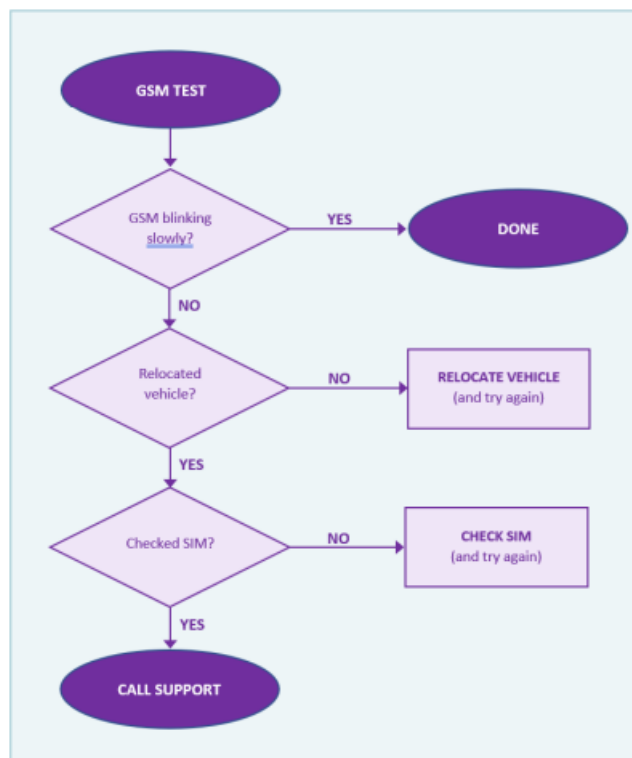 GSM TEST
GSM blinking
slowly?
YES
DONE
NO
Relocated
vehicle?
NO
RELOCATE VEHICLE
(and try again)
YES
Checked SIM?
NO
CHECK SIM
(and try again)
YES
CALL SUPPORT